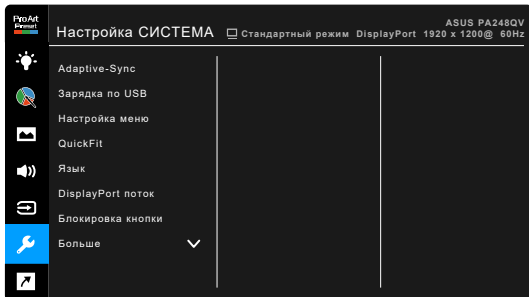 ProArt
Preset
Настройка СИСТЕМА
Стандартный режим DisplayPort 1920 x 1200@ 60Hz
ASUS PA248QV
Adaptive-Sync
Зарядка по USB
Настройка меню
QuickFit
Язык
DisplayPort поток
Блокировка кнопки
Больше